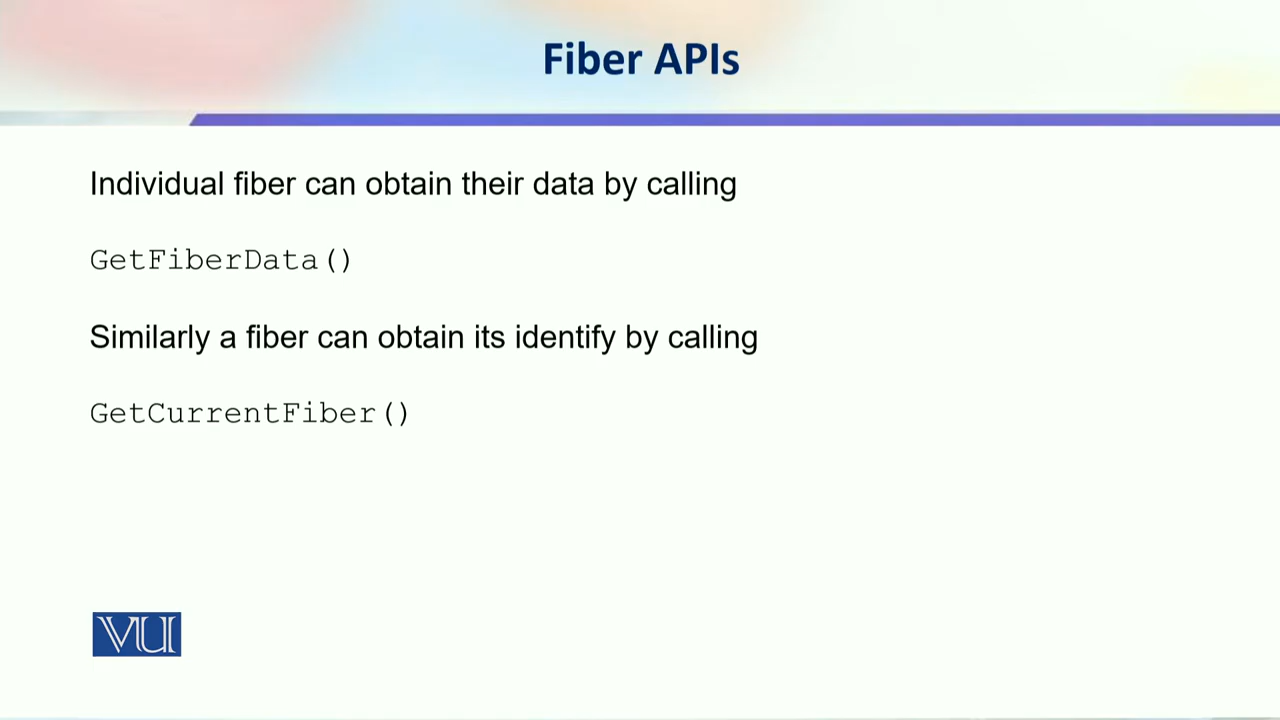 Fiber APIs
Individual fiber can obtain their data by calling
GetFiberData()
Similarly a fiber can obtain its identify by calling
GetCurrentFiber()
VU